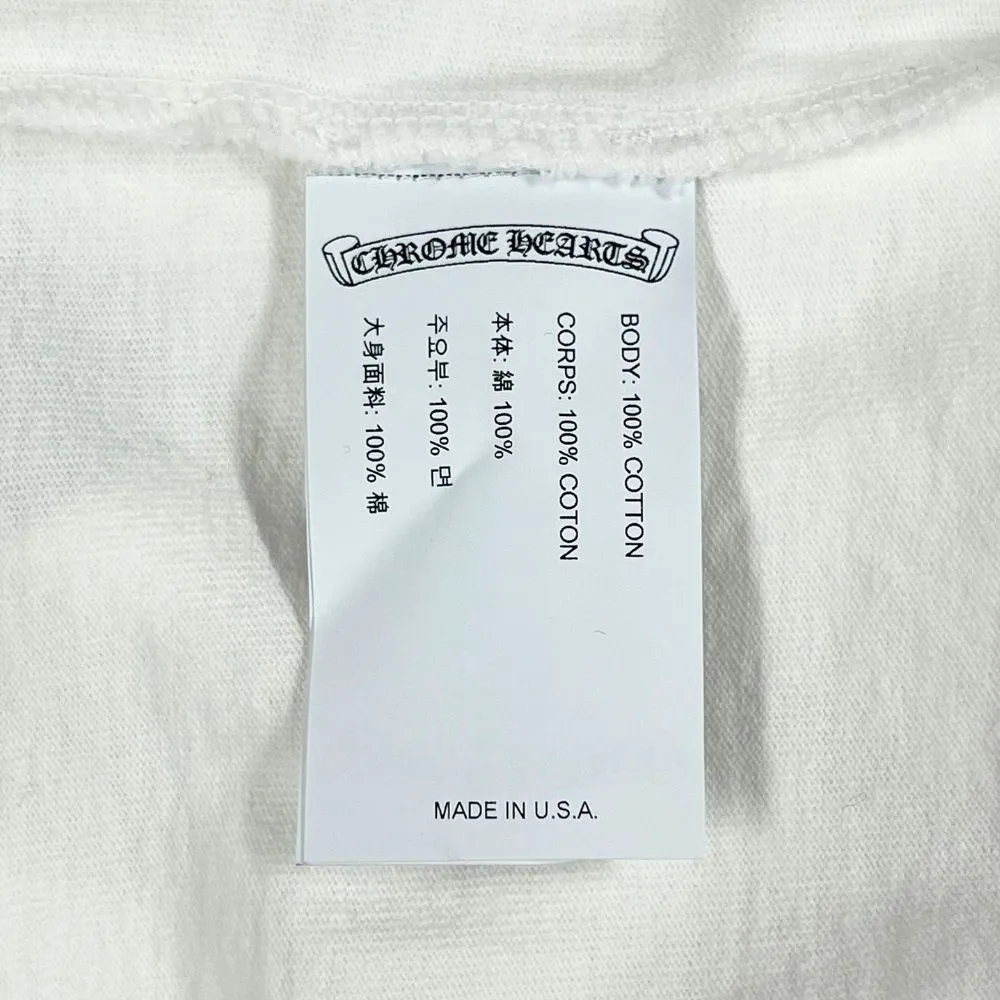 CHROME HEARTS
BODY: 100% COTTON
CORPS: 100% COTON
本体: 綿 100%
주요부: 100% 면
大身面料: 100% 棉
MADE IN U.S.A.